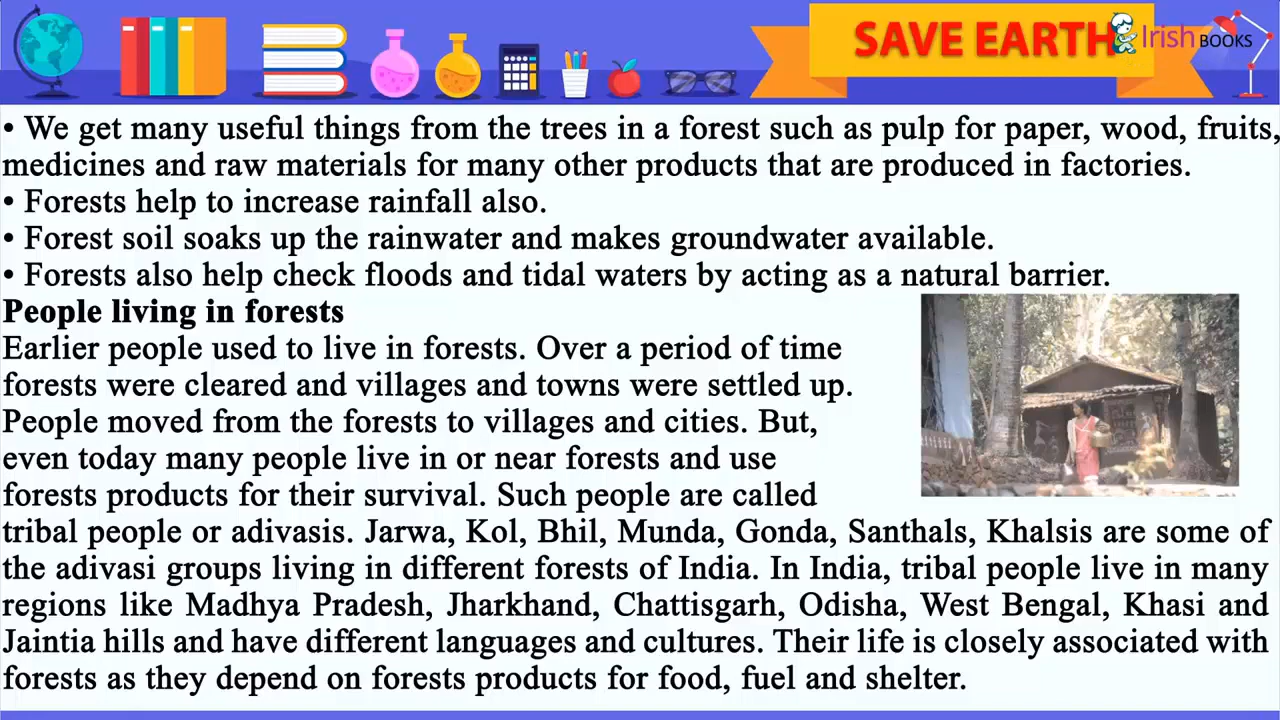 SAVE EARTH
Irish BOOKS
• We get many useful things from the trees in a forest such as pulp for paper, wood, fruits,
medicines and raw materials for many other products that are produced in factories.
• Forests help to increase rainfall also.
• Forest soil soaks up the rainwater and makes groundwater available.
• Forests also help check floods and tidal waters by acting as a natural barrier.
People living in forests
Earlier people used to live in forests. Over a period of time
forests were cleared and villages and towns were settled up.
People moved from the forests to villages and cities. But,
even today many people live in or near forests and use
forests products for their survival. Such people are called
tribal people or adivasis. Jarwa, Kol, Bhil, Munda, Gonda, Santhals, Khalsis are some of
the adivasi groups living in different forests of India. In India, tribal people live in many
regions like Madhya Pradesh, Jharkhand, Chattisgarh, Odisha, West Bengal, Khasi and
Jaintia hills and have different languages and cultures. Their life is closely associated with
forests as they depend on forests products for food, fuel and shelter.